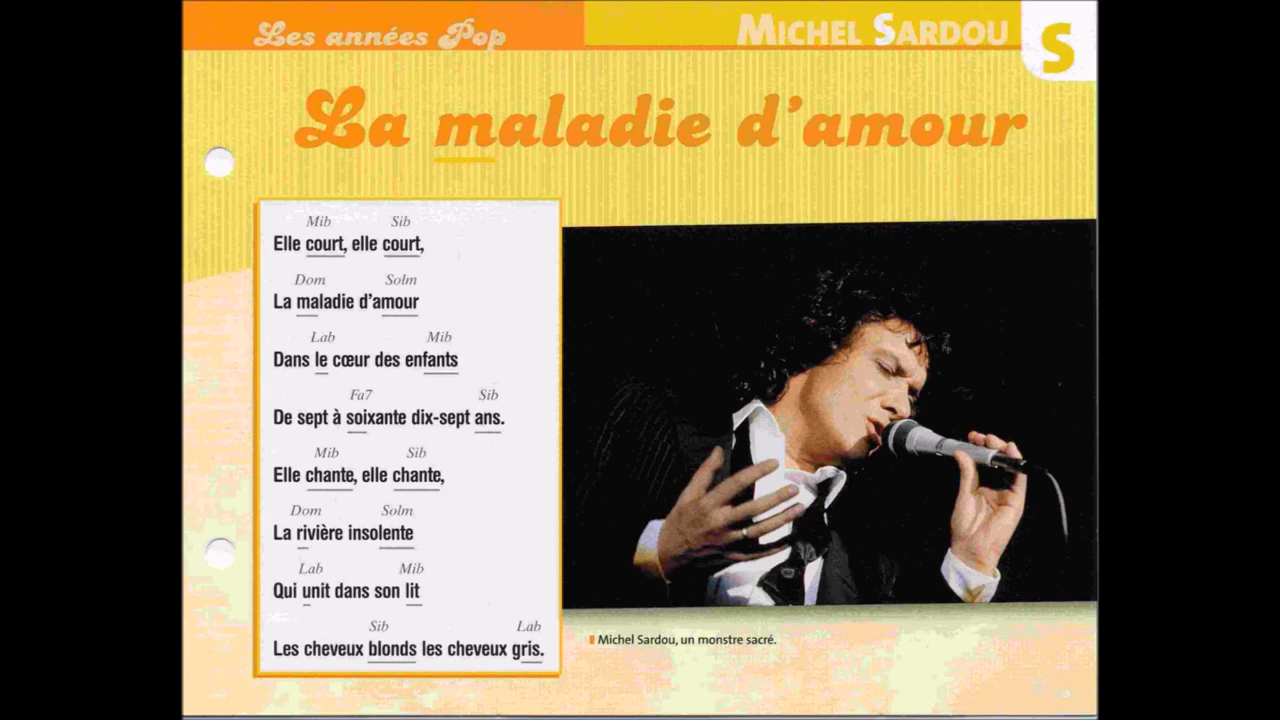 Les années Pop
MICHEL SARDOU
S
La maladie d'amour
Mib Sib
Elle court, elle court,
Dom Solm
La maladie d'amour
Lab Mib
Dans le cœur des enfants
Fa7 Sib
De sept à soixante dix-sept ans.
Mib Sib
Elle chante, elle chante,
Dom Solm
La rivière insolente
Lab Mib
Qui unit dans son lit
Sib Lab
Les cheveux blonds les cheveux gris.
Michel Sardou, un monstre sacré.